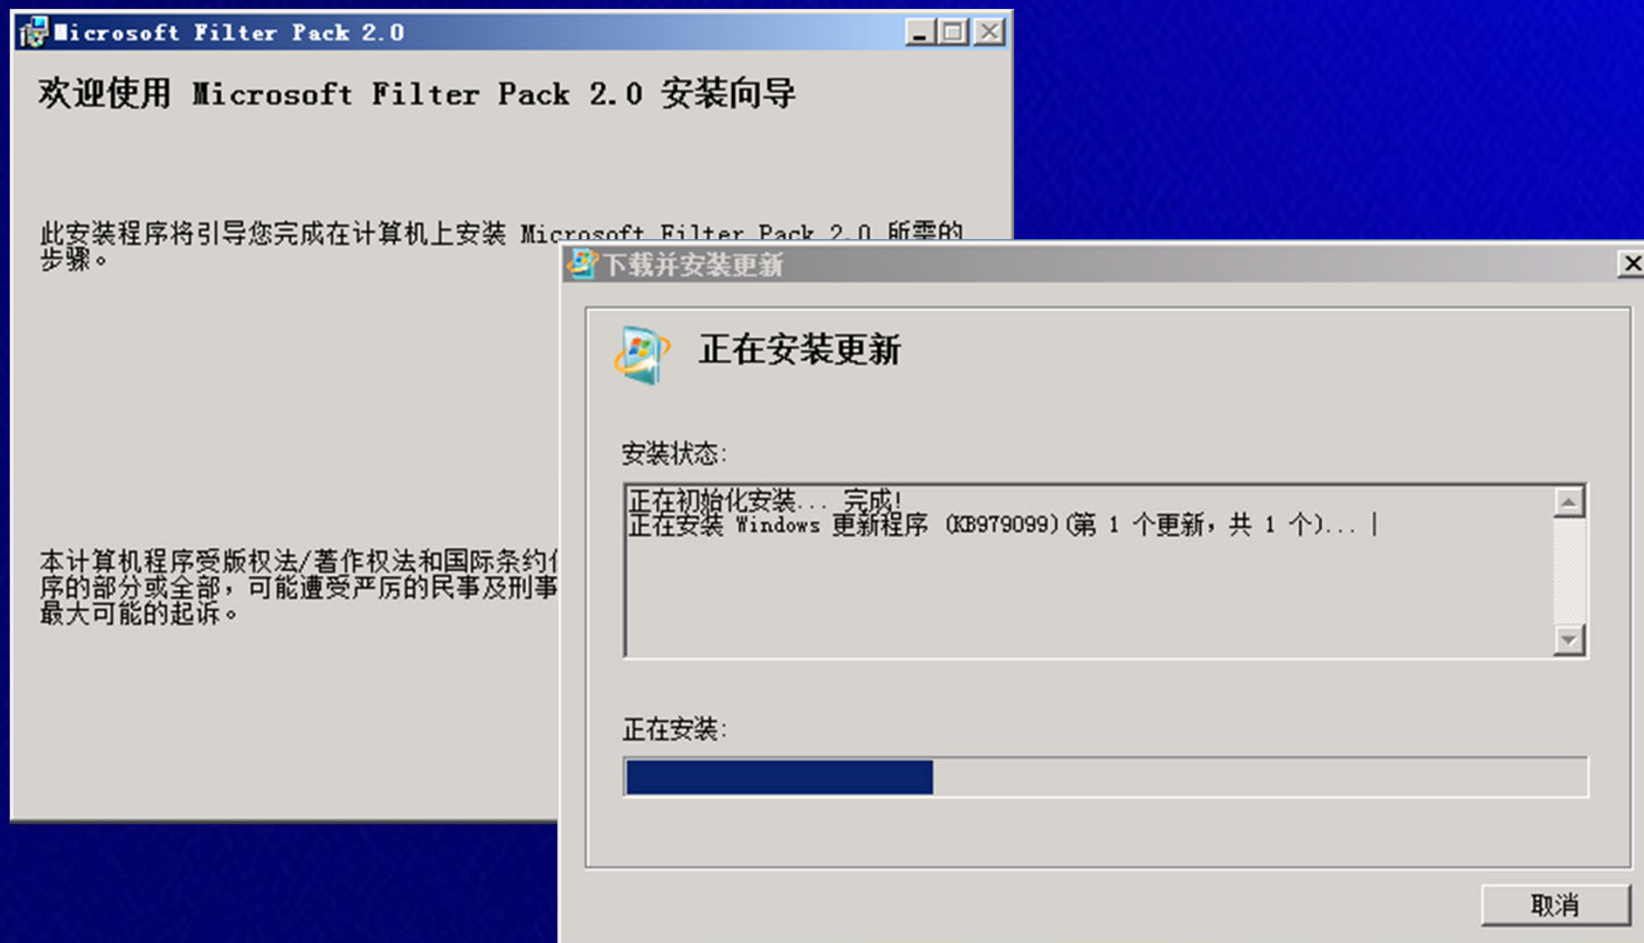 Microsoft Filter Pack 2.0
欢迎使用 Microsoft Filter Pack 2.0 安装向导
此安装程序将引导您完成在计算机上安装 Microsoft Filter Pack 2.0 所需的
步骤。
本计算机程序受版权法/著作权法和国际条约
序的部分或全部，可能遭受严厉的民事及刑事
最大可能的起诉。
下载并安装更新
正在安装更新
安装状态:
正在初始化安装... 完成!
正在安装 Windows 更新程序 (KB979099)(第 1 个更新，共 1 个)...
正在安装:
取消